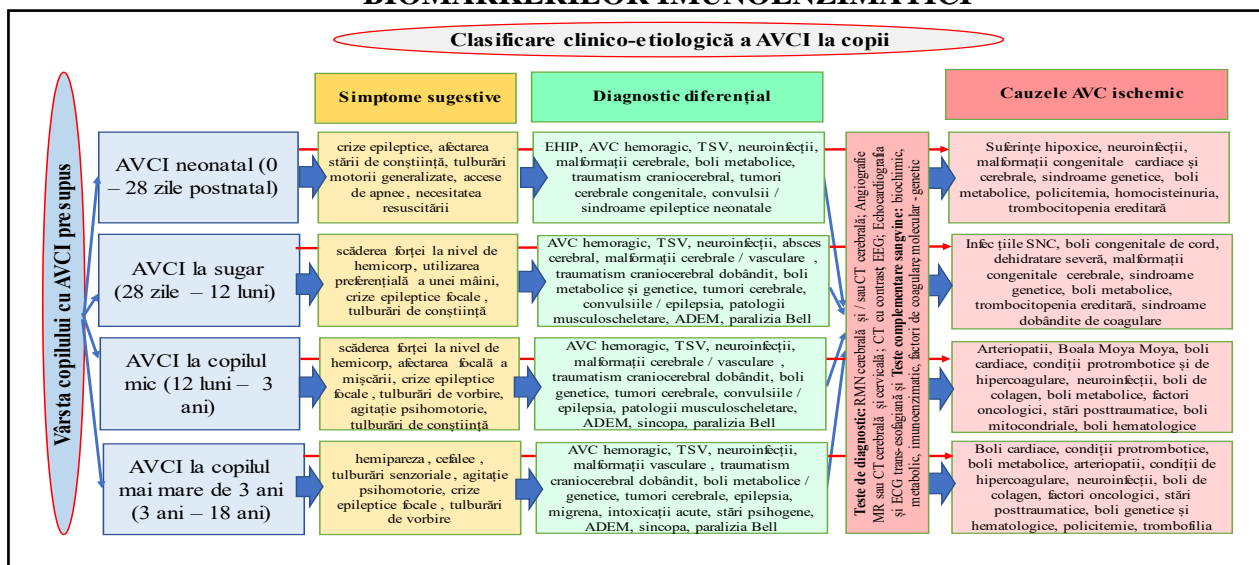 BIOMARKERILOR IMUNOENZIMATICI
Clasificare clinico-etiologică a AVCI la copii
Vârsta copilului cu AVCI presupus
Simptome sugestive
Diagnostic diferențial
Cauzele AVC ischemic
AVCI neonatal (0
– 28 zile postnatal)
crize epileptice, afectarea
stării de conștiință, tulburări
motorii generalizate, accese
de apnee, necesitatea
resuscitării
EHIP, AVC hemoragic, TSV, neuroinfecții,
malformații cerebrale, boli metabolice,
traumatism craniocerebral, tumori
cerebrale congenitale, convulsii /
sindroame epileptice neonatale
Suferințe hipoxice, neuroinfecții,
malformații congenitale cardiace și
cerebrale, sindroame genetice, boli
metabolice, policitemia, homocisteinuria,
trombocitopenia ereditară
AVCI la sugar
(28 zile – 12 luni)
scăderea forței la nivel de
hemicorp, utilizarea
preferențială a unei mâini,
crize epileptice focale,
tulburări de conștiință
AVC hemoragic, TSV, neuroinfecții, absces
cerebral, malformații cerebrale / vasculare ,
traumatism craniocerebral dobândit, boli
metabolice și genetice, tumori cerebrale,
convulsiile / epilepsia, patologii
musculoscheletare, ADEM, paralizia Bell
Infec țiile SNC, boli congenitale de cord,
dehidratare severă, malformații
congenitale cerebrale, sindroame
genetice, boli metabolice,
trombocitopenia ereditară, sindroame
dobândite de coagulare
AVCI la copilul
mic (12 luni – 3
ani)
scăderea forței la nivel de
hemicorp, afectarea focală a
mișcării, crize epileptice
focale , tulburări de vorbire,
agitație psihomotorie,
tulburări de conștiință
AVC hemoragic, TSV, neuroinfecții,
malformații cerebrale / vasculare ,
traumatism craniocerebral dobândit, boli
genetice, tumori cerebrale, convulsiile /
epilepsia, patologii musculoscheletare,
ADEM, sincopa, paralizia Bell
Arteriopatii, Boala Moya Moya, boli
cardiace, condiții protrombotice și de
hipercoagulare, neuroinfecții, boli de
colagen, boli metabolice, factori
oncologici, stări posttraumatice, boli
mitocondriale, boli hematologice
AVCI la copilul
mai mare de 3 ani
(3 ani – 18 ani)
hemipareza, cefalee ,
tulburări senzoriale, agitație
psihomotorie, crize
epileptice focale , tulburări
de vorbire
AVC hemoragic, TSV, neuroinfecții,
malformații vasculare , traumatism
craniocerebral dobândit, boli metabolice /
genetice, tumori cerebrale, epilepsia,
migrena, intoxicații acute, stări psihogene,
ADEM, sincopa, paralizia Bell
Boli cardiace, condiții protrombotice,
boli metabolice, arteriopatii, condiții de
hipercoagulare, neuroinfecții, boli de
colagen, factori oncologici, stări
posttraumatice, boli genetice și
hematologice, policitemie, trombofilia
Teste de diagnostic: RMN cerebrală și / sau CT cerebrală; Angiografie
MR sau CT cerebrală și cervicală ; CT cu contrast EEG; Echocardiografia
și ECG trans-esofagiană și Teste complementare sangvine: biochimic,
metabolic, imunoenzimatic, factori de coagulare molecular - genetic